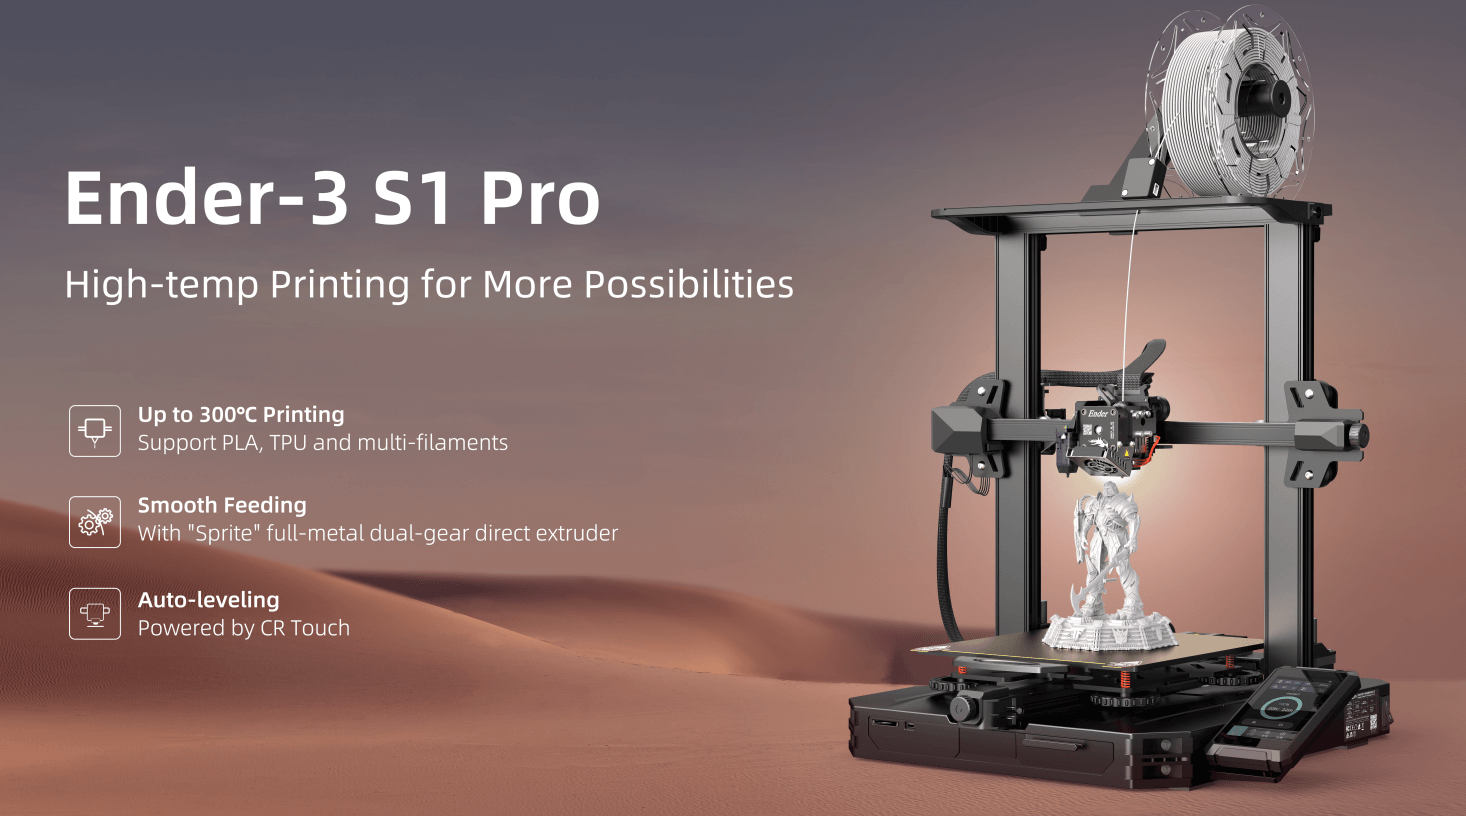 Ender-3 S1 Pro
High-temp Printing for More Possibilities
Up to 300℃ Printing
Support PLA, TPU and multi-filaments
Smooth Feeding
With "Sprite" full-metal dual-gear direct extruder
Auto-leveling
Powered by CR Touch
Ender